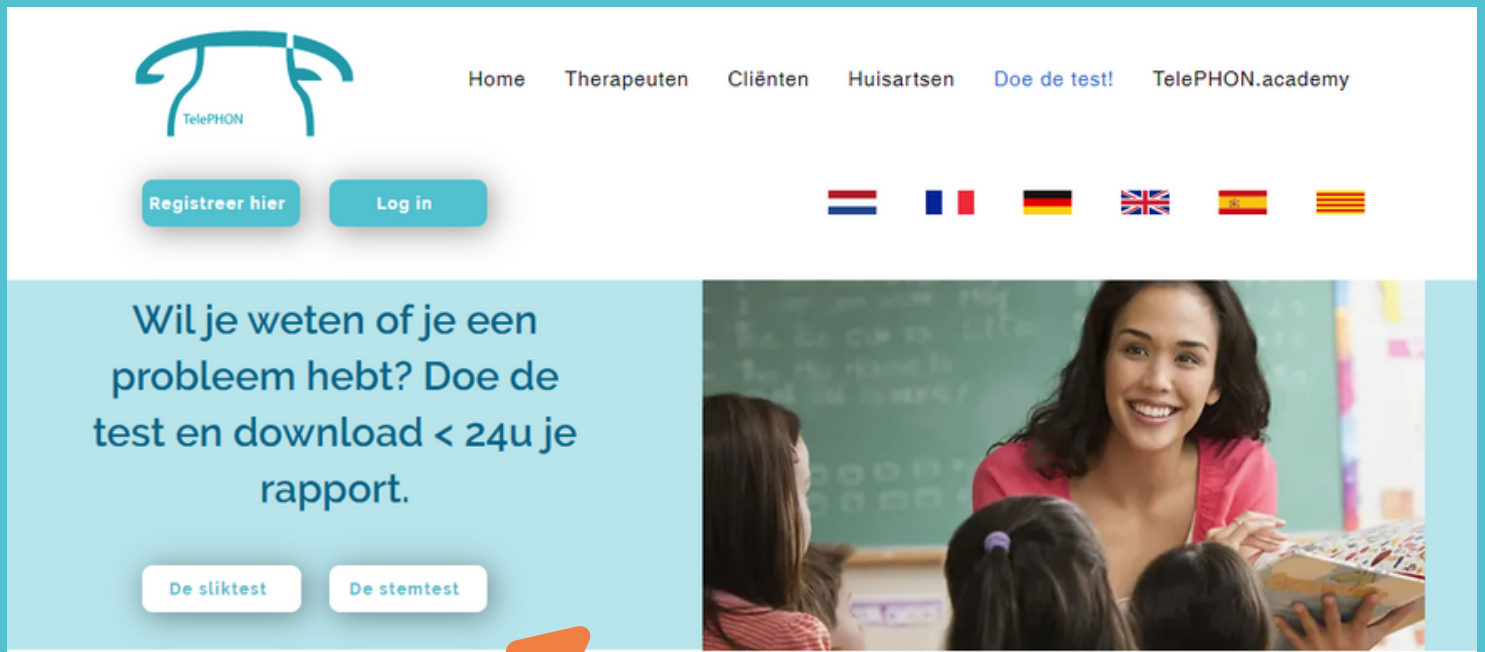 TelePHON
Home Therapeuten Cliënten Huisartsen Doe de test! TelePHON.academy
Registreer hier Log in
Wil je weten of je een
probleem hebt? Doe de
test en download < 24u je
rapport.
De sliktest De stemtest